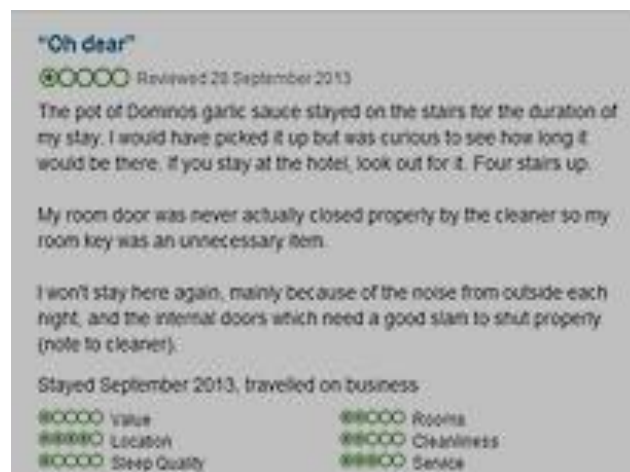 "Oh dear"
Reviewed 28 September 2013
The pot of Dominos garlic sauce stayed on the stairs for the duration of
my stay. I would have picked it up but was curious to see how long it
would be there. If you stay at the hotel, look out for it. Four stairs up.
My room door was never actually closed properly by the cleaner so my
room key was an unnecessary item.
I won't stay here again, mainly because of the noise from outside each
night, and the internal doors which need a good slam to shut properly
(note to cleaner).
Stayed September 2013, travelled on business
Value Rooms
Location Cleanliness
Sleep Quality Service